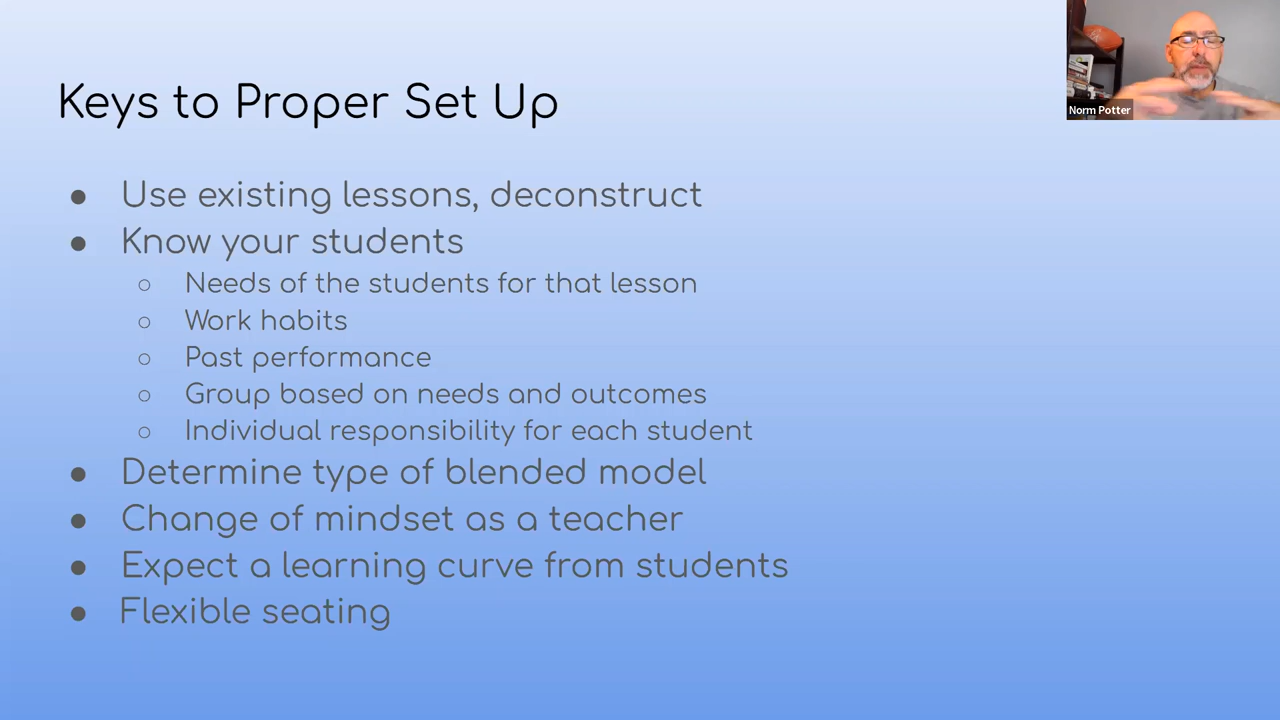 Keys to Proper Set Up
Norm Potter
● Use existing lessons, deconstruct
● Know your students
○ Needs of the students for that lesson
○ Work habits
○ Past performance
○ Group based on needs and outcomes
○ Individual responsibility for each student
● Determine type of blended model
● Change of mindset as a teacher
● Expect a learning curve from students
● Flexible seating